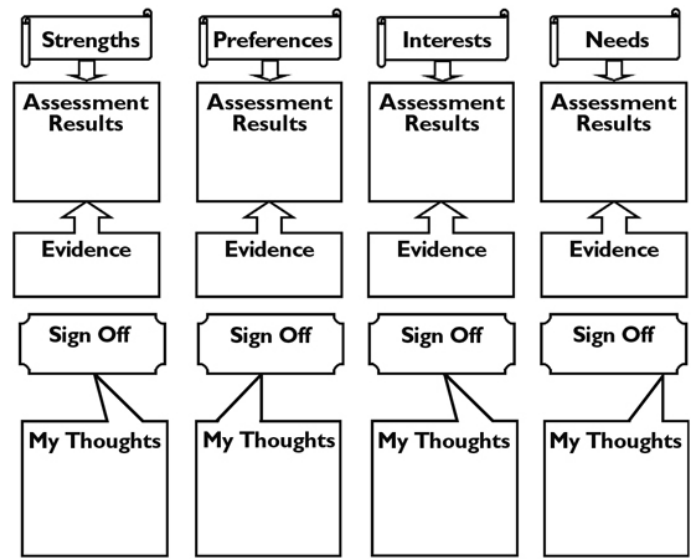 Strengths
Preferences
Interests
Needs
Assessment
Results
Assessment
Results
Assessment
Results
Assessment
Results
Evidence
Evidence
Evidence
Evidence
Sign Off
Sign Off
Sign Off
Sign Off
My Thoughts
My Thoughts
My Thoughts
My Thoughts